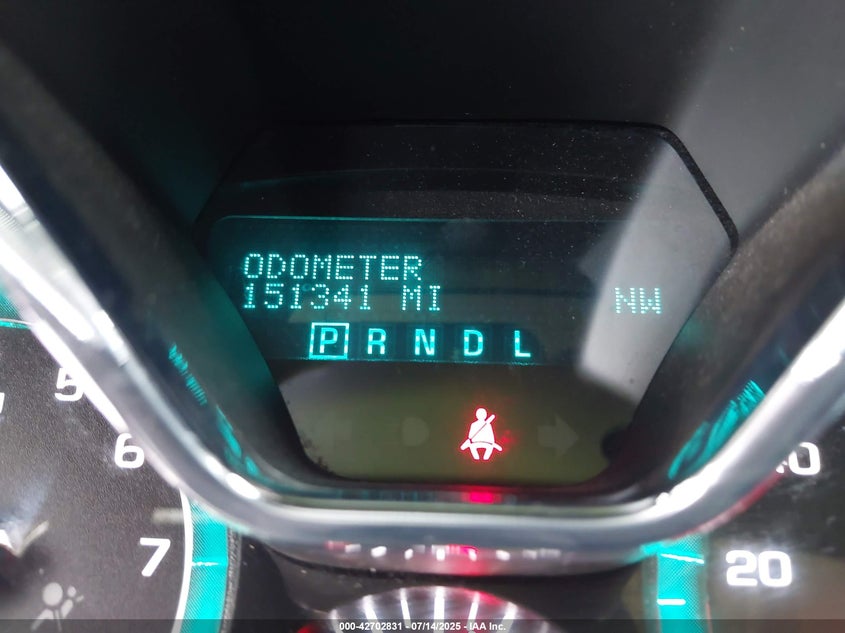 ODOMETER
151341 MI NW
P R N D L
5
6
7
20
000-42702831 - 07/14/2025 - IAA Inc.